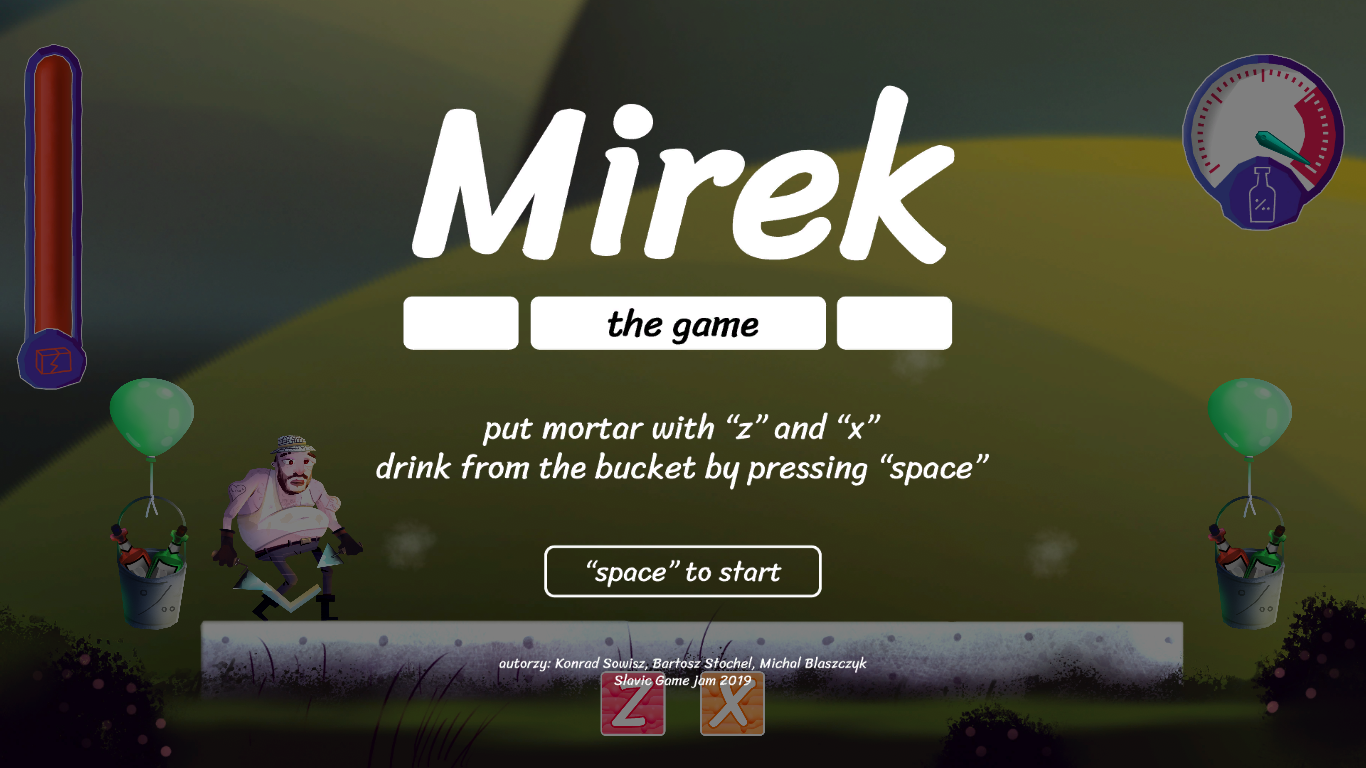 Mirek
the game
put mortar with “z” and “x”
drink from the bucket by pressing “space”
“space” to start
autorzy: Konrad Sowisz, Bartosz Stochel, Michal Blaszczyk
Slavic Game jam 2019
Z X